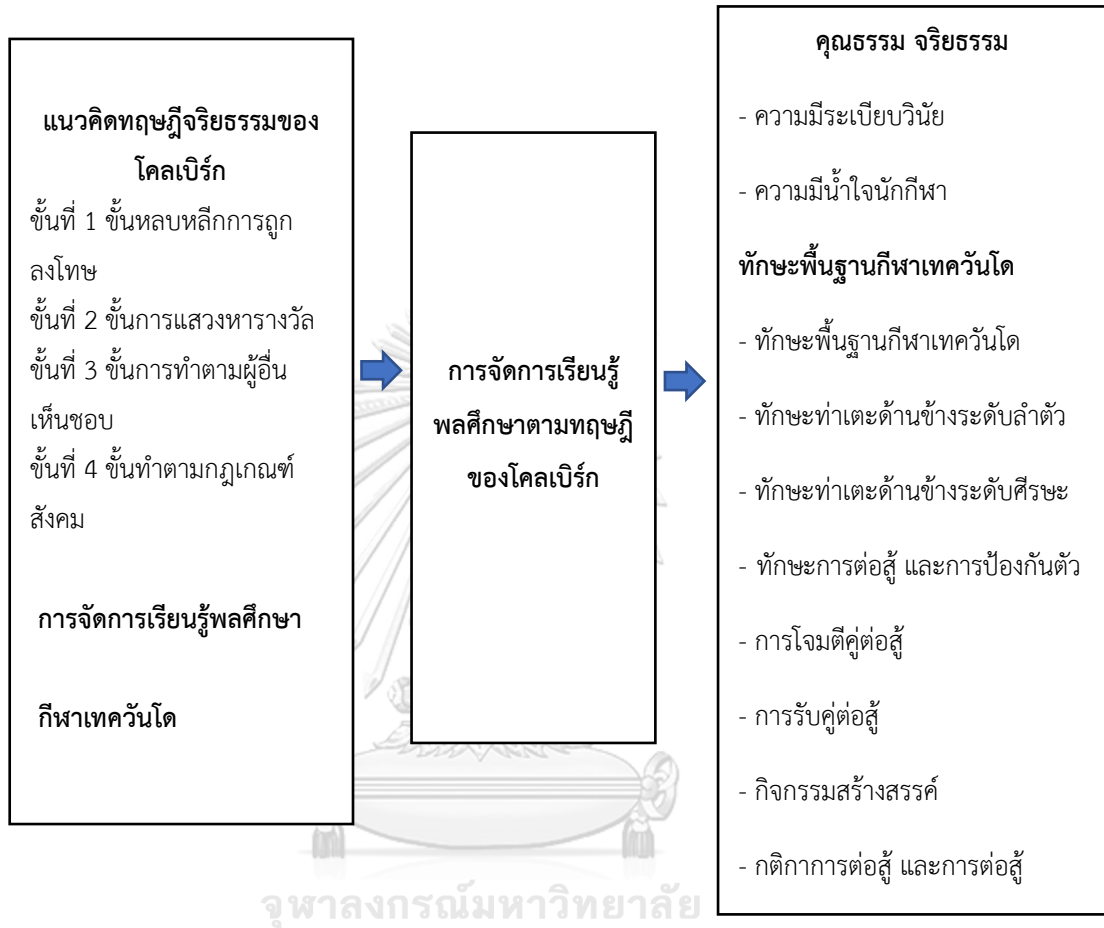 แนวคิดทฤษฎีจริยธรรมของ
โคลเบิร์ก
ขั้นที่ 1 ขั้นหลบหลีกการถูก
ลงโทษ
ขั้นที่ 2 ขั้นการแสวงหารางวัล
ขั้นที่ 3 ขั้นการทำตามผู้อื่น
เห็นชอบ
ขั้นที่ 4 ขั้นทำตามกฎเกณฑ์
สังคม
การจัดการเรียนรู้พลศึกษา
กีฬาเทควันโด
การจัดการเรียนรู้
พลศึกษาตามทฤษฎี
ของโคลเบิร์ก
คุณธรรม จริยธรรม
- ความมีระเบียบวินัย
- ความมีน้ำใจนักกีฬา
ทักษะพื้นฐานกีฬาเทควันโด
- ทักษะพื้นฐานกีฬาเทควันโด
- ทักษะท่าเตะด้านข้างระดับลำตัว
- ทักษะท่าเตะด้านข้างระดับศีรษะ
- ทักษะการต่อสู้ และการป้องกันตัว
- การโจมตีคู่ต่อสู้
- การรับคู่ต่อสู้
- กิจกรรมสร้างสรรค์
- กติกาการต่อสู้ และการต่อสู้
จุฬาลงกรณ์มหาวิทยาลัย